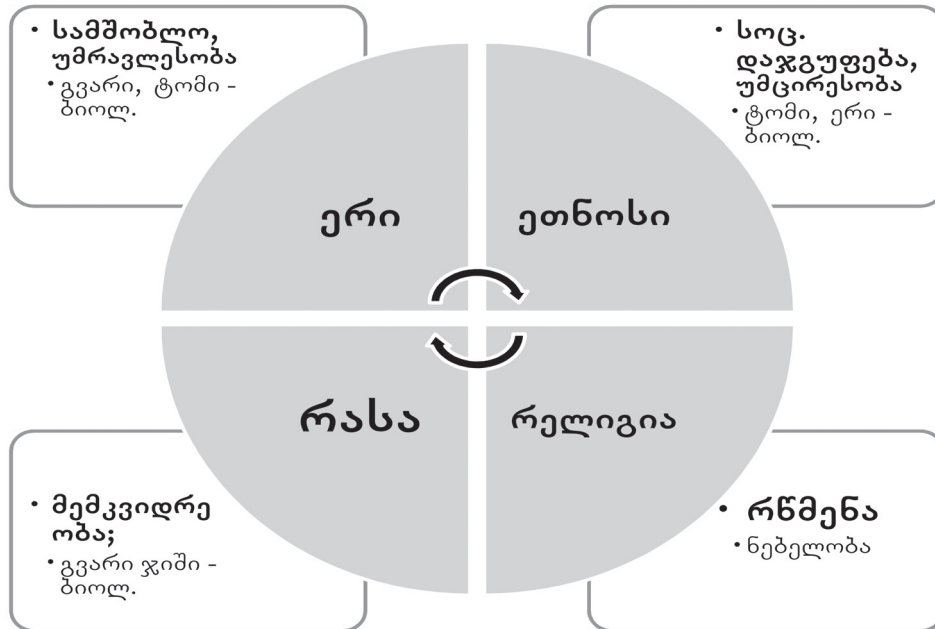 • სამშობლო,
უმრავლესობა
• გვარი, ტომი -
ბიოლ.
• სოც.
დაჯგუფება,
უმცირესობა
• ტომი, ერი -
ბიოლ.
ერი
ეთნოსი
რასა
რელიგია
• მემკვიდრე
ობა;
• გვარი ჯიში -
ბიოლ.
• რწმენა
• ნებელობა